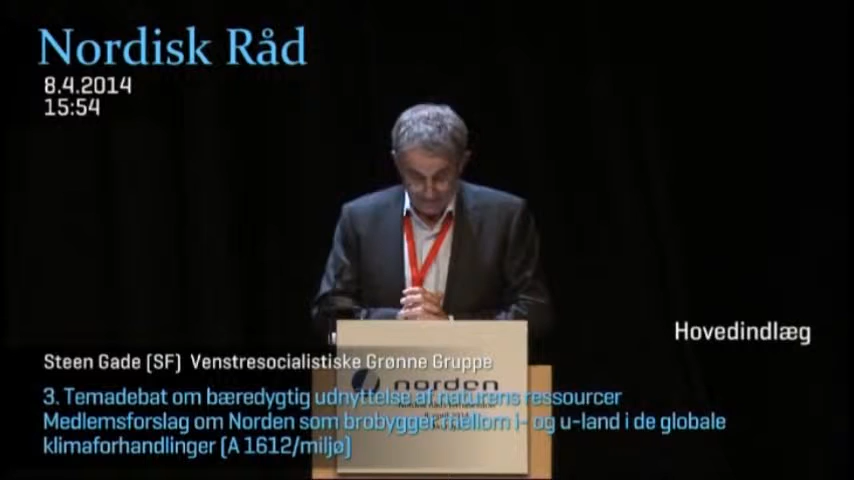 Nordisk Råd
8.4.2014
15:54
Hovedindlæg
Steen Gade (SF) Venstresocialistiske Grønne Gruppe
norden
3. Temadebat om bæredygtig udnyttelse af naturens ressourcer
Medlemsforslag om Norden som brobygger mellom i- og u-land i de globale
klimaforhandlinger (A 1612/miljø)